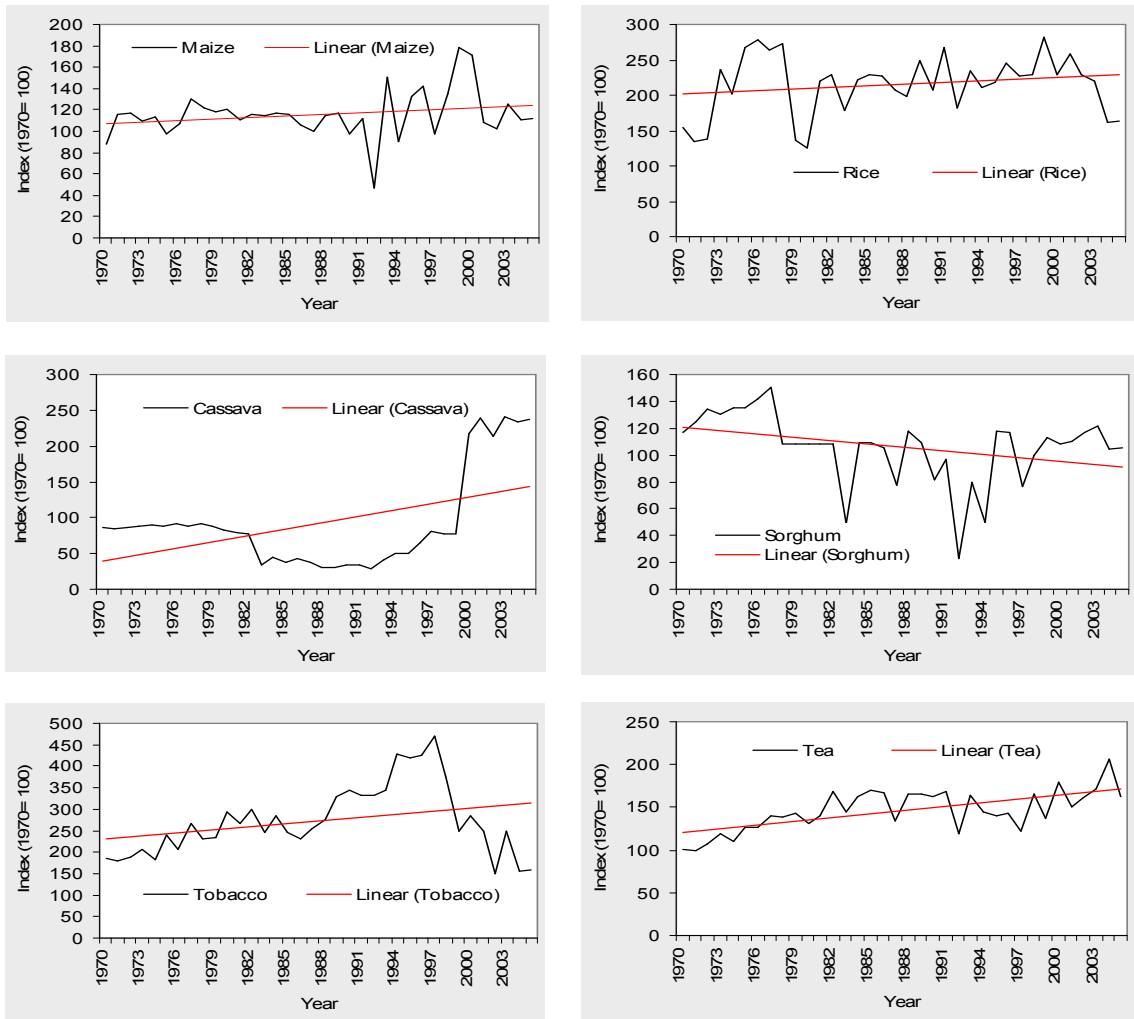 200
180
160
140
120
100
80
60
40
20
0
Index (1970= 100)
Maize Linear (Maize)
1970 1973 1976 1979 1982 1985 1988 1991 1994 1997 2000 2003
Year
300
250
200
150
100
50
0
Index (1970= 100)
Rice Linear (Rice)
1970 1973 1976 1979 1982 1985 1988 1991 1994 1997 2000 2003
Year
300
250
200
150
100
50
0
Index (1970= 100)
Cassava Linear (Cassava)
1970 1973 1976 1979 1982 1985 1988 1991 1994 1997 2000 2003
Year
160
140
120
100
80
60
40
20
0
Index (1970= 100)
Sorghum
Linear (Sorghum)
1970 1973 1976 1979 1982 1985 1988 1991 1994 1997 2000 2003
Year
500
450
400
350
300
250
200
150
100
50
0
Index (1970= 100)
Tobacco Linear (Tobacco)
1970 1973 1976 1979 1982 1985 1988 1991 1994 1997 2000 2003
Year
250
200
150
100
50
0
Index (1970= 100)
Tea Linear (Tea)
1970 1973 1976 1979 1982 1985 1988 1991 1994 1997 2000 2003
Year